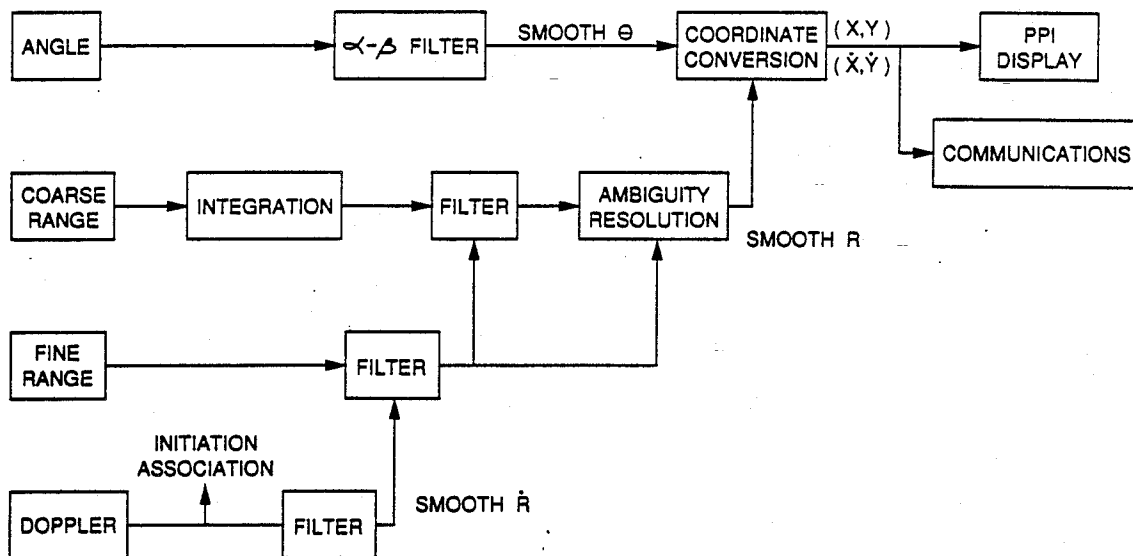 ANGLE
α-β FILTER
SMOOTH Θ
COORDINATE
CONVERSION
(X,Y)
(Ẋ,Ẏ)
PPI
DISPLAY
COMMUNICATIONS
COARSE
RANGE
INTEGRATION
FILTER
AMBIGUITY
RESOLUTION
SMOOTH R
FINE
RANGE
FILTER
INITIATION
ASSOCIATION
SMOOTH Ṙ
DOPPLER
FILTER